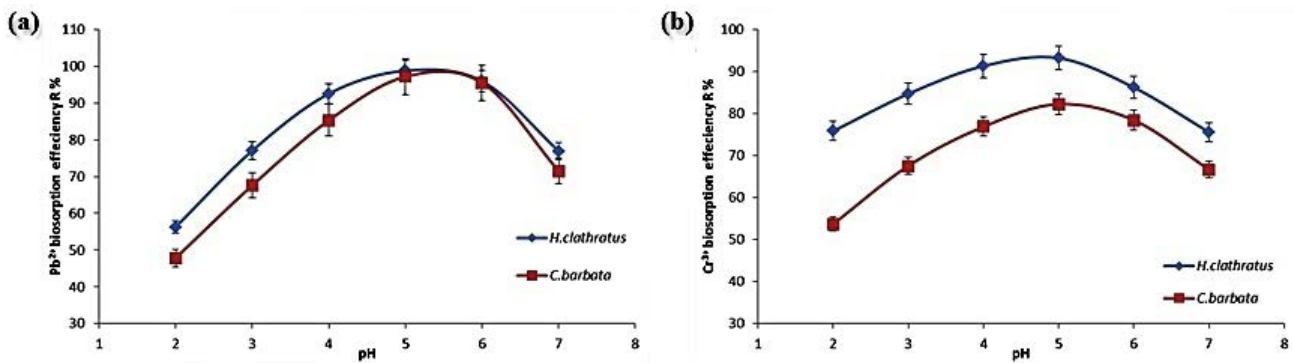 (a)
110
100
90
80
70
60
50
40
30
Pb²⁺ biosorption effeciency R %
1 2 3 4 5 6 7 8
pH
H.clathratus
C.barbata
(b)
100
90
80
70
60
50
40
30
Cr³⁺ biosorption effeciency R %
1 2 3 4 5 6 7 8
pH
H.clathratus
C.barbata